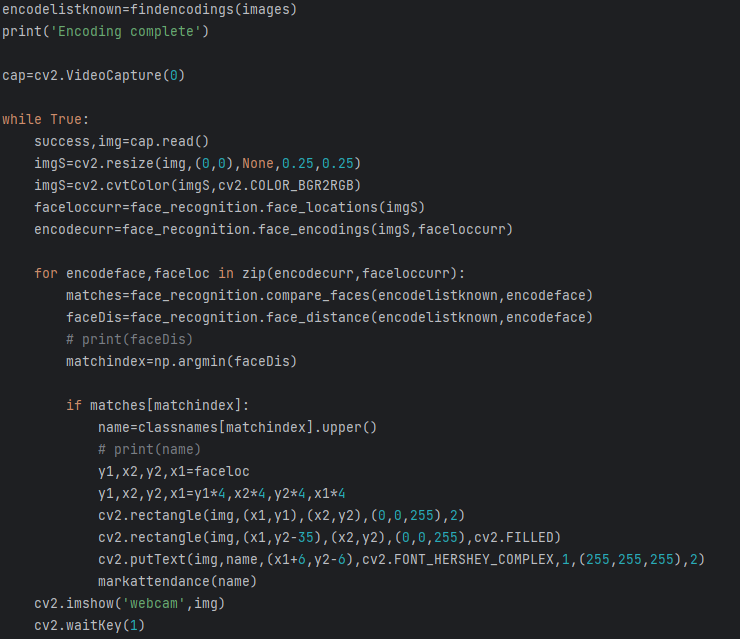 encodelistknown=findencodings(images)
print('Encoding complete')
cap=cv2.VideoCapture(0)
while True:
    success,img=cap.read()
    imgS=cv2.resize(img,(0,0),None,0.25,0.25)
    imgS=cv2.cvtColor(imgS,cv2.COLOR_BGR2RGB)
    faceloccurr=face_recognition.face_locations(imgS)
    encodecurr=face_recognition.face_encodings(imgS,faceloccurr)
    for encodeface,faceloc in zip(encodecurr,faceloccurr):
        matches=face_recognition.compare_faces(encodelistknown,encodeface)
        faceDis=face_recognition.face_distance(encodelistknown,encodeface)
        # print(faceDis)
        matchindex=np.argmin(faceDis)
        if matches[matchindex]:
            name=classnames[matchindex].upper()
            # print(name)
            y1,x2,y2,x1=faceloc
            y1,x2,y2,x1=y1*4,x2*4,y2*4,x1*4
            cv2.rectangle(img,(x1,y1),(x2,y2),(0,0,255),2)
            cv2.rectangle(img,(x1,y2-35),(x2,y2),(0,0,255),cv2.FILLED)
            cv2.putText(img,name,(x1+6,y2-6),cv2.FONT_HERSHEY_COMPLEX,1,(255,255,255),2)
            markattendance(name)
    cv2.imshow('webcam',img)
    cv2.waitKey(1)